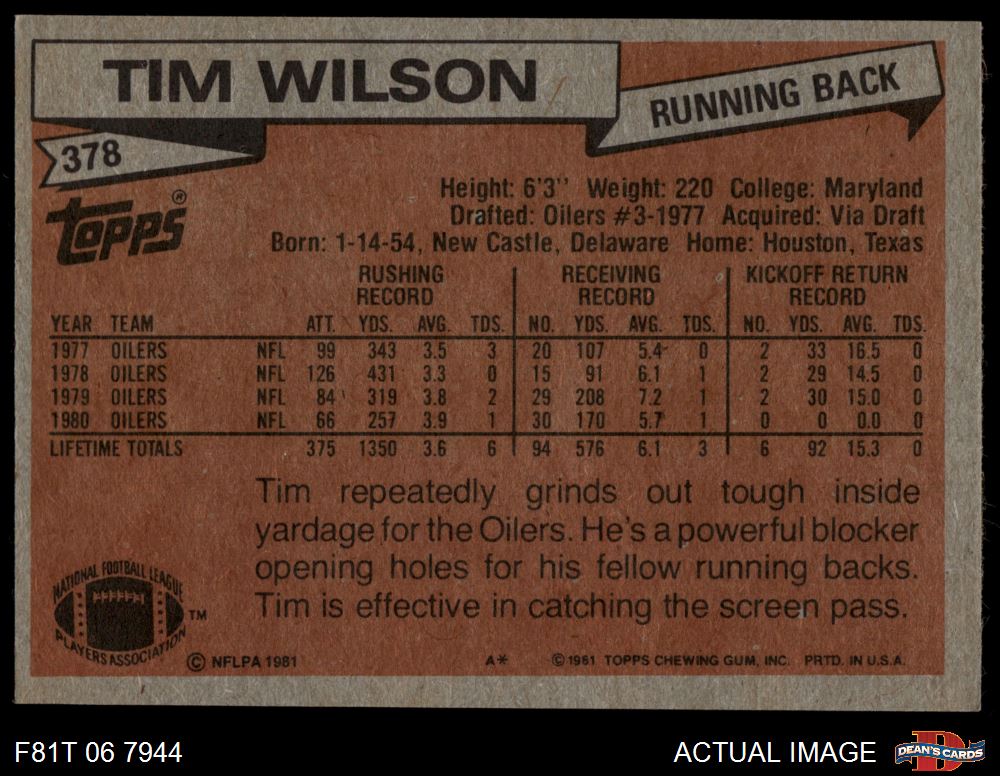 TIM WILSON
RUNNING BACK
378
Topps®
Height: 6'3" Weight: 220 College: Maryland
Drafted: Oilers #3-1977 Acquired: Via Draft
Born: 1-14-54, New Castle, Delaware Home: Houston, Texas
RUSHING RECORD RECEIVING RECORD KICKOFF RETURN RECORD
YEAR TEAM ATT. YDS. AVG. TDS. NO. YDS. AVG. TDS. NO. YDS. AVG. TDS.
1977 OILERS NFL 99 343 3.5 3 20 107 5.4 0 2 33 16.5 0
1978 OILERS NFL 126 431 3.3 0 15 91 6.1 1 2 29 14.5 0
1979 OILERS NFL 84 319 3.8 2 29 208 7.2 1 2 30 15.0 0
1980 OILERS NFL 66 257 3.9 1 30 170 5.7 1 0 0 0.0 0
LIFETIME TOTALS 375 1350 3.6 6 94 576 6.1 3 6 92 15.3 0
Tim repeatedly grinds out tough inside
yardage for the Oilers. He's a powerful blocker
opening holes for his fellow running backs.
Tim is effective in catching the screen pass.
NATIONAL FOOTBALL LEAGUE
PLAYERS ASSOCIATION
TM
© NFLPA 1981
A*
© 1981 TOPPS CHEWING GUM, INC. PRTD. IN U.S.A.
F81T 06 7944
ACTUAL IMAGE
D
DEAN'S CARDS